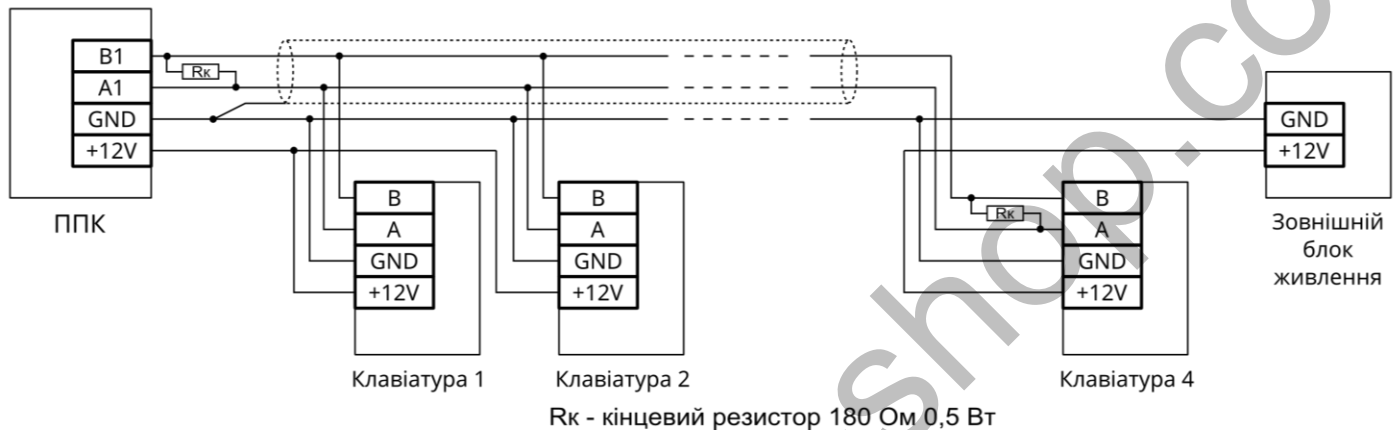 B1
A1
GND
+12V
ППК
Rк
B
A
GND
+12V
Клавіатура 1
B
A
GND
+12V
Клавіатура 2
Rк
B
A
GND
+12V
Клавіатура 4
GND
+12V
Зовнішній
блок
живлення
Rк - кінцевий резистор 180 Ом 0,5 Вт
shop.co